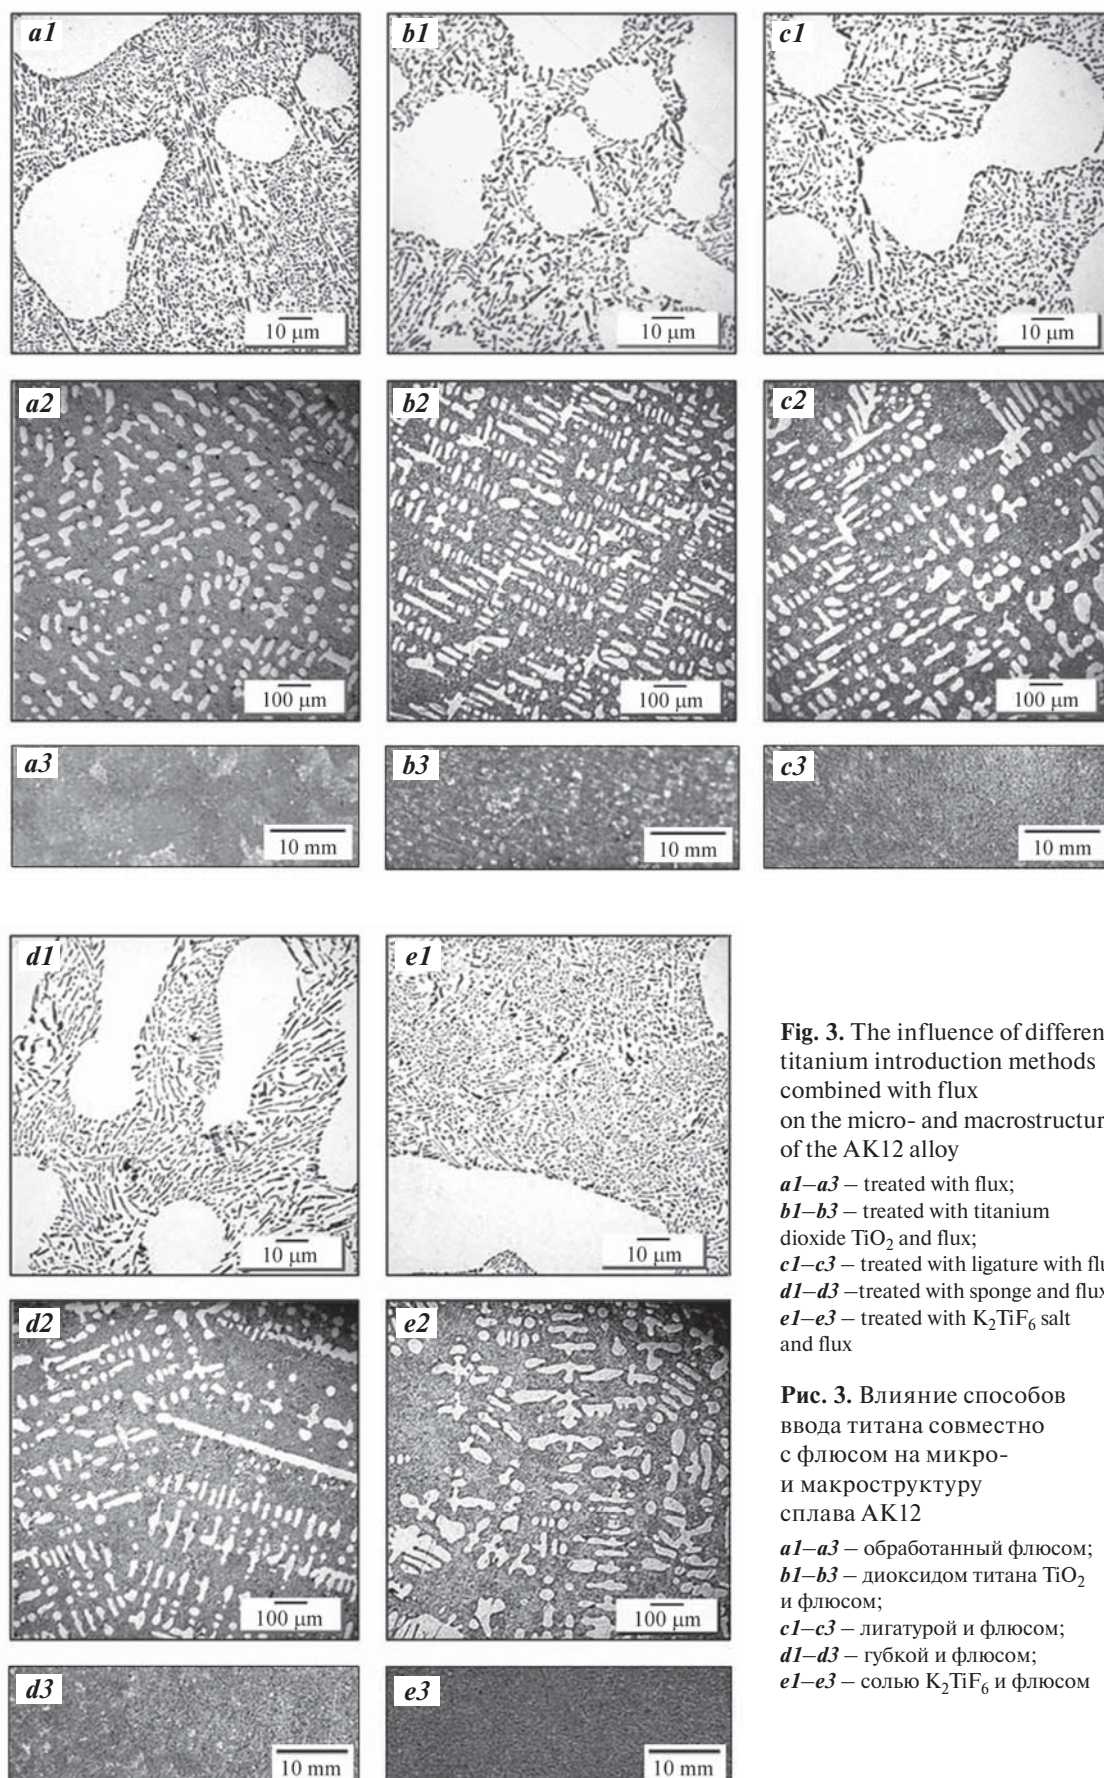 a1
b1
c1
10 μm
10 μm
10 μm
a2
b2
c2
100 μm
100 μm
100 μm
a3
b3
c3
10 mm
10 mm
10 mm
d1
e1
10 μm
10 μm
d2
e2
100 μm
100 μm
d3
e3
10 mm
10 mm
Fig. 3. The influence of differen
titanium introduction methods
combined with flux
on the micro- and macrostructur
of the AK12 alloy
a1–a3 – treated with flux;
b1–b3 – treated with titanium
dioxide TiO₂ and flux;
c1–c3 – treated with ligature with flu
d1–d3 –treated with sponge and flux
e1–e3 – treated with K₂TiF₆ salt
and flux
Рис. 3. Влияние способов
ввода титана совместно
с флюсом на микро-
и макроструктуру
сплава АК12
a1–a3 – обработанный флюсом;
b1–b3 – диоксидом титана TiO₂
и флюсом;
c1–c3 – лигатурой и флюсом;
d1–d3 – губкой и флюсом;
e1–e3 – солью K₂TiF₆ и флюсом